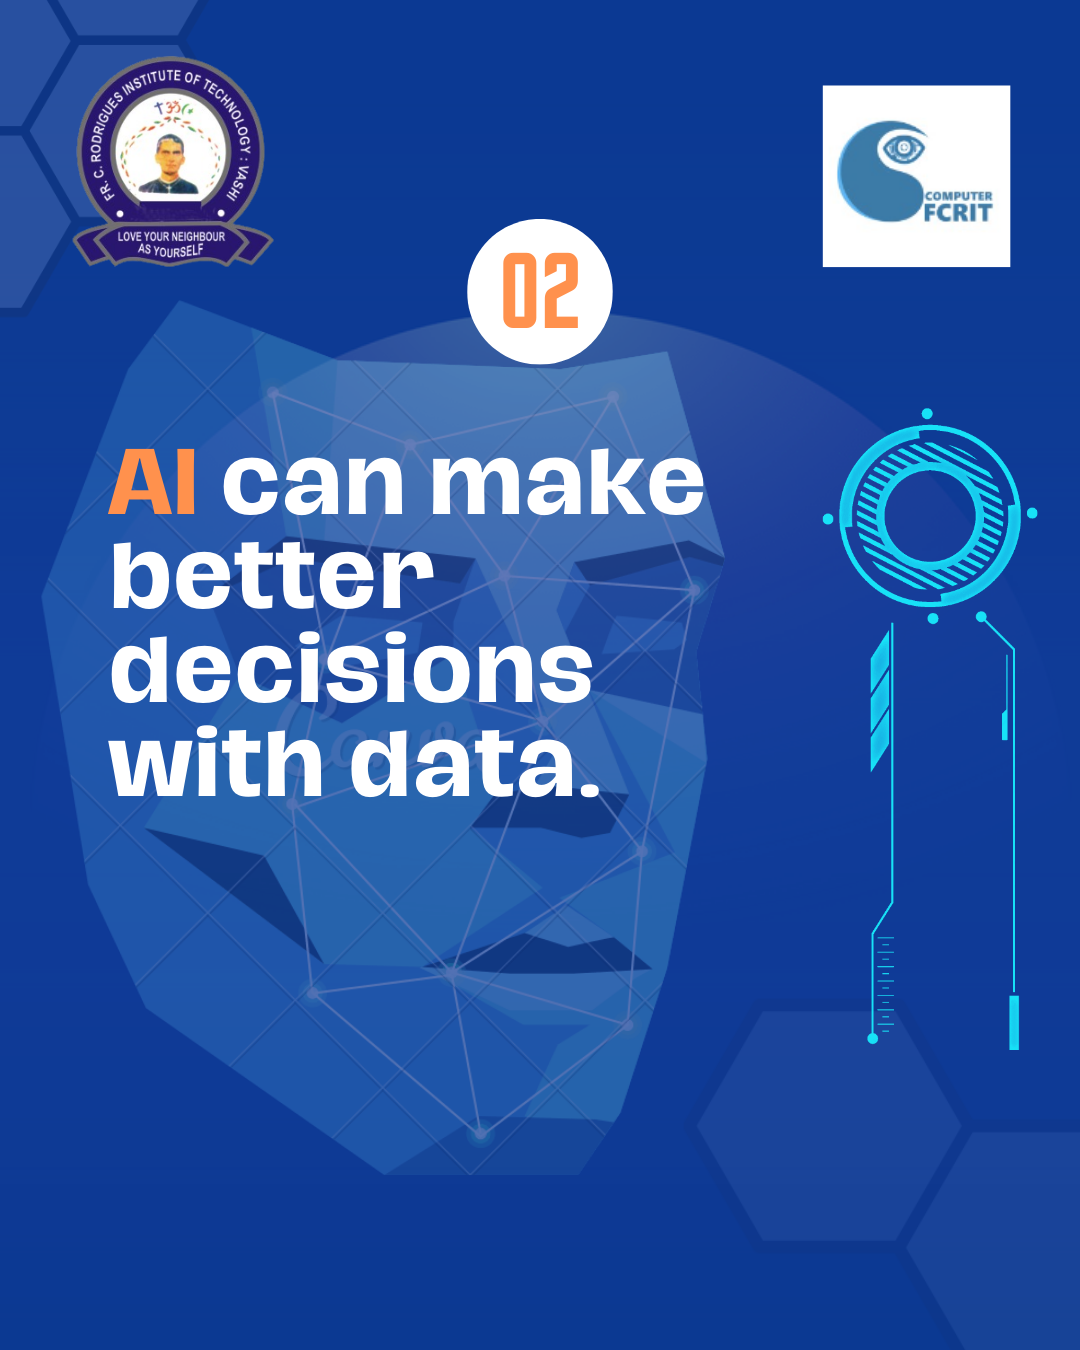 FR. C. RODRIGUES INSTITUTE OF TECHNOLOGY : VASHI
ॐ
LOVE YOUR NEIGHBOUR
AS YOURSELF
COMPUTER
FCRIT
02
AI can make
better
decisions
with data.
Canva